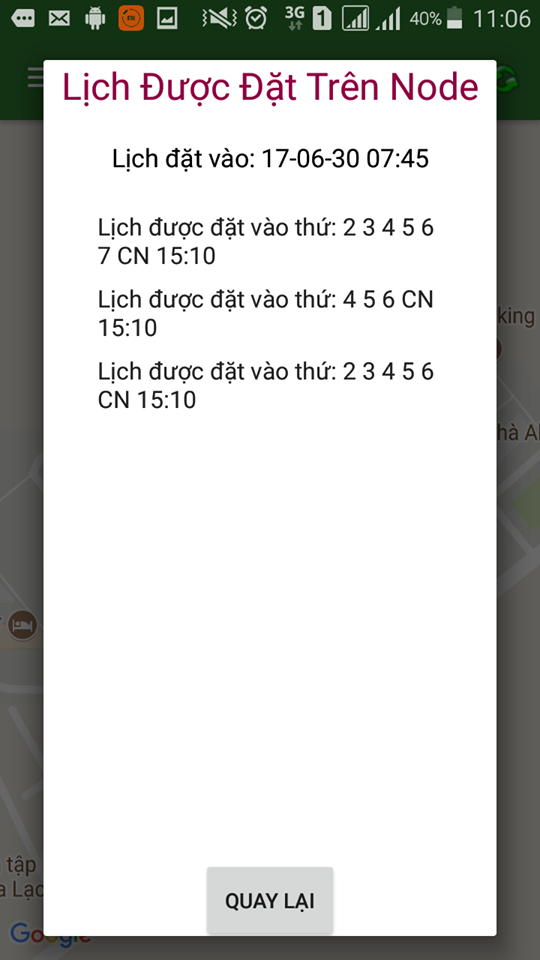 3G 1 40% 11:06
Lịch Được Đặt Trên Node
Lịch đặt vào: 17-06-30 07:45
Lịch được đặt vào thứ: 2 3 4 5 6
7 CN 15:10
Lịch được đặt vào thứ: 4 5 6 CN
15:10
king
Lịch được đặt vào thứ: 2 3 4 5 6
CN 15:10
hà A
tập
a Lạc
QUAY LẠI
Google